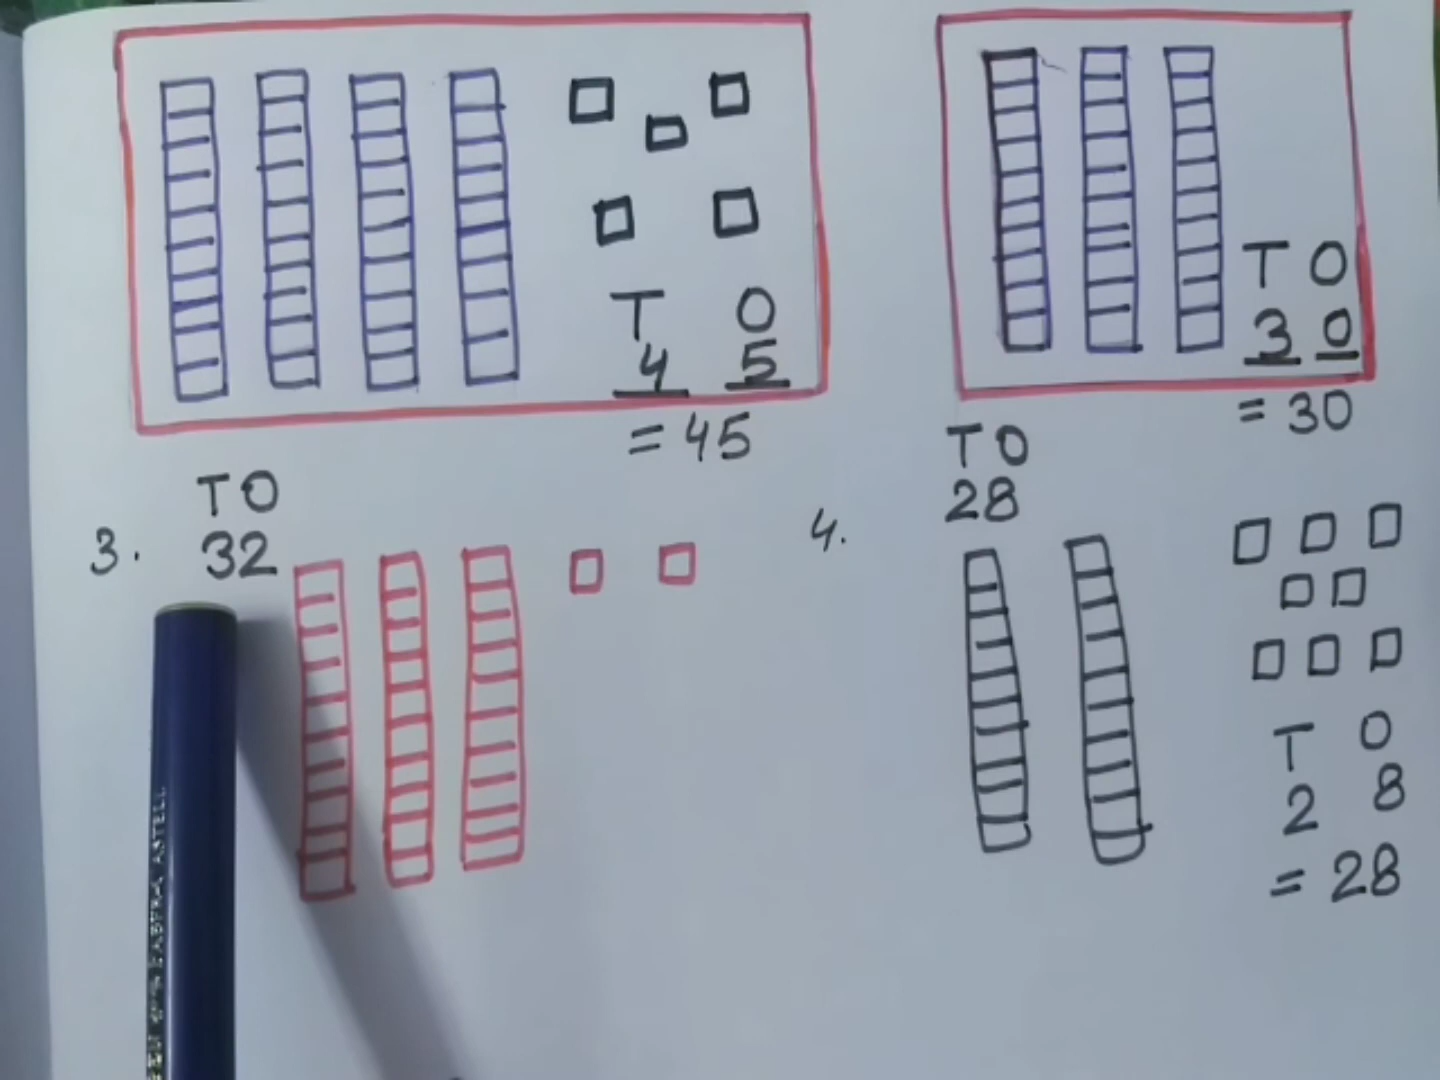 T O
4 5
= 45
T O
3 0
= 30
3. T O
32
4. T O
28
T O
2 8
= 28